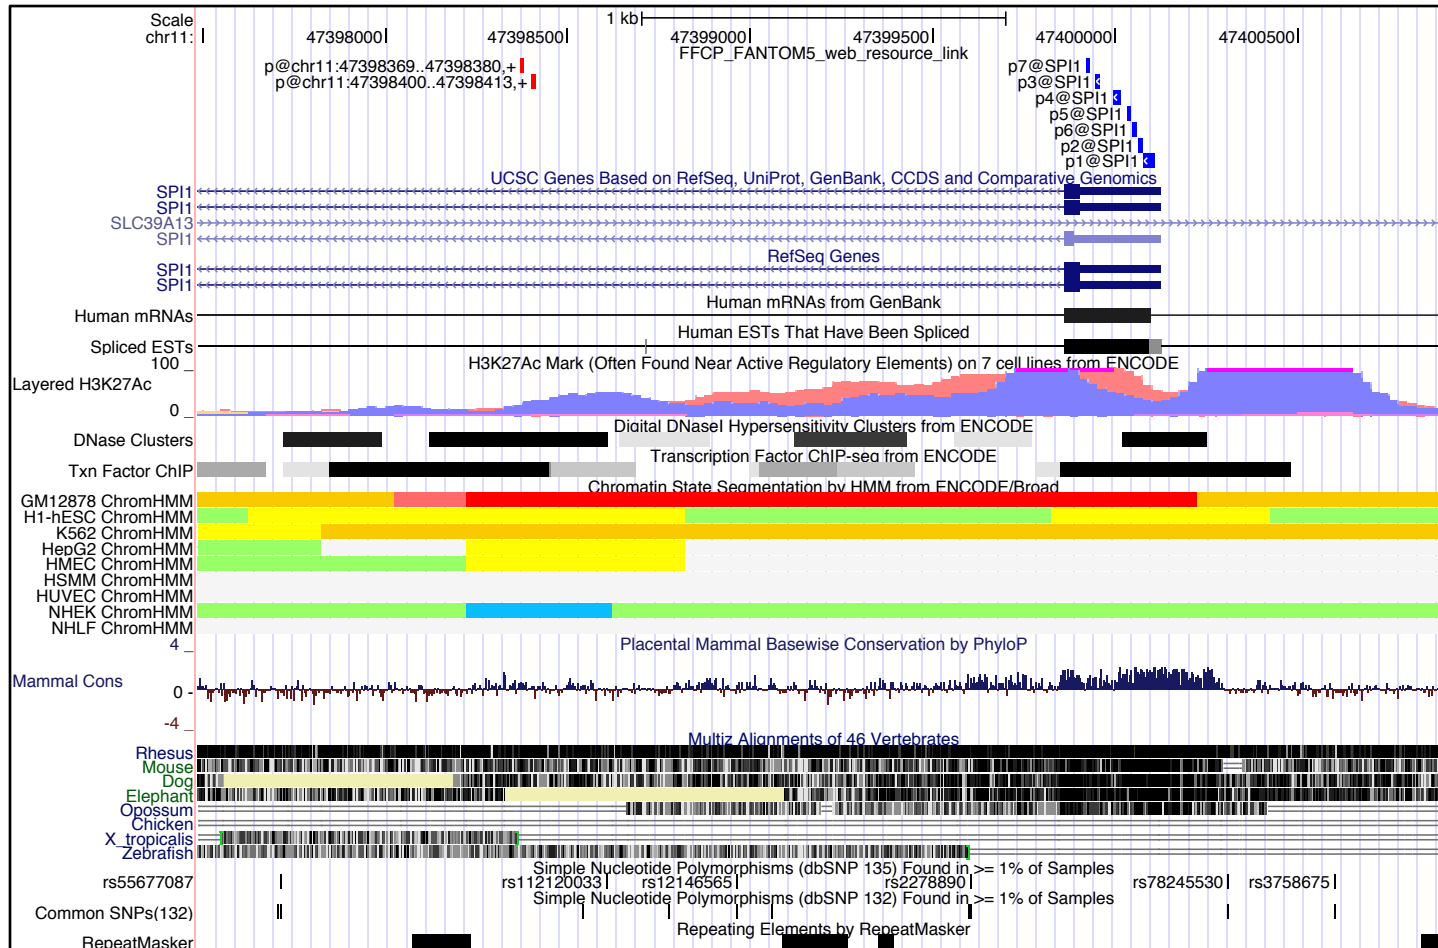 Scale 1 kb
chr11: 47398000 47398500 47399000 47399500 47400000 47400500
FFCP_FANTOM5_web_resource_link
p@chr11:47398369..47398380,+ p7@SPI1
p@chr11:47398400..47398413,+ p3@SPI1
p4@SPI1
p5@SPI1
p6@SPI1
p2@SPI1
p1@SPI1
UCSC Genes Based on RefSeq, UniProt, GenBank, CCDS and Comparative Genomics
SPI1
SPI1
SLC39A13
SPI1
RefSeq Genes
SPI1
SPI1
Human mRNAs from GenBank
Human mRNAs
Human ESTs That Have Been Spliced
Spliced ESTs
H3K27Ac Mark (Often Found Near Active Regulatory Elements) on 7 cell lines from ENCODE
100 _
Layered H3K27Ac
0 _
Digital DNaseI Hypersensitivity Clusters from ENCODE
DNase Clusters
Transcription Factor ChIP-seq from ENCODE
Txn Factor ChIP
Chromatin State Segmentation by HMM from ENCODE/Broad
GM12878 ChromHMM
H1-hESC ChromHMM
K562 ChromHMM
HepG2 ChromHMM
HMEC ChromHMM
HSMM ChromHMM
HUVEC ChromHMM
NHEK ChromHMM
NHLF ChromHMM
Placental Mammal Basewise Conservation by PhyloP
4 _
Mammal Cons
0 -
-4 _
Multiz Alignments of 46 Vertebrates
Rhesus
Mouse
Dog
Elephant
Opossum
Chicken
X_tropicalis
Zebrafish
Simple Nucleotide Polymorphisms (dbSNP 135) Found in >= 1% of Samples
rs55677087 rs112120033 rs12146565 rs2278890 rs78245530 rs3758675
Simple Nucleotide Polymorphisms (dbSNP 132) Found in >= 1% of Samples
Common SNPs(132)
Repeating Elements by RepeatMasker
RepeatMasker